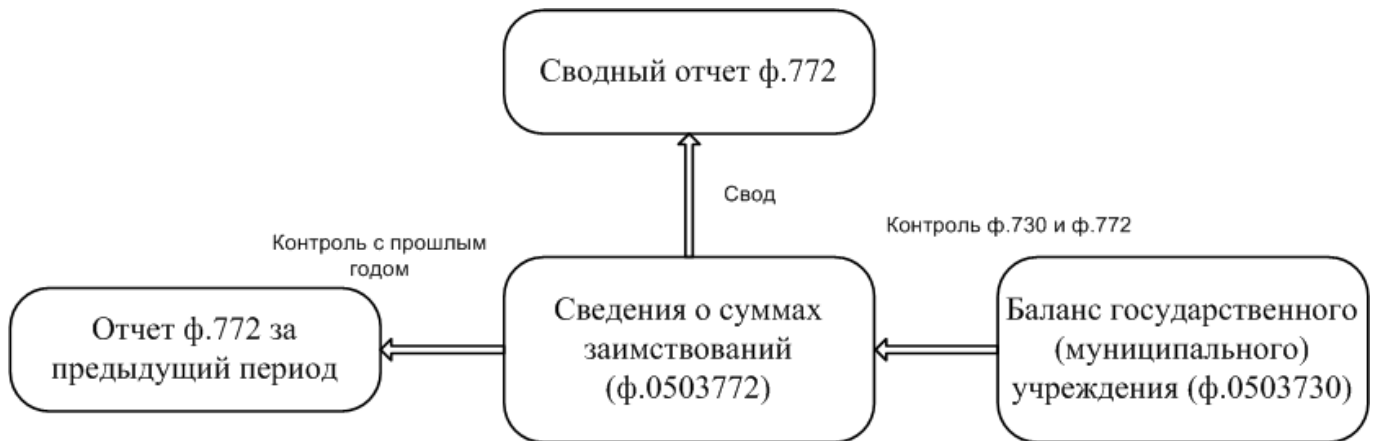 Сводный отчет ф.772
Свод
Контроль ф.730 и ф.772
Контроль с прошлым
годом
Отчет ф.772 за
предыдущий период
Сведения о суммах
заимствований
(ф.0503772)
Баланс государственного
(муниципального)
учреждения (ф.0503730)